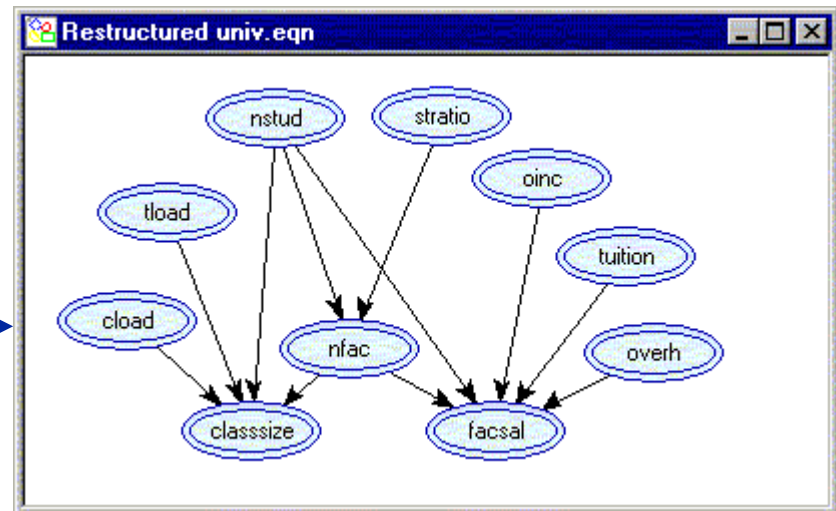 Restructured univ.eqn
nstud
stratio
oinc
tload
tuition
cload
nfac
overh
classsize
facsal